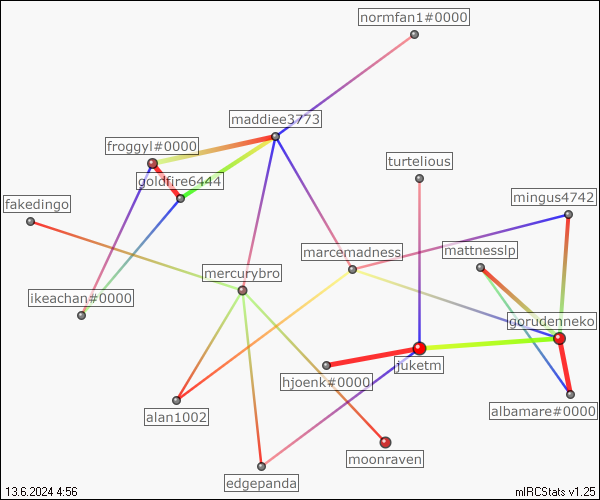 normfan1#0000
maddiee3773
froggyl#0000
turtelious
goldfire6444
mingus4742
fakedingo
marcemadness
mattnesslp
mercurybro
ikeachan#0000
gorudenneko
juketm
hjoenk#0000
albamare#0000
alan1002
moonraven
edgepanda
13.6.2024 4:56
mIRCStats v1.25